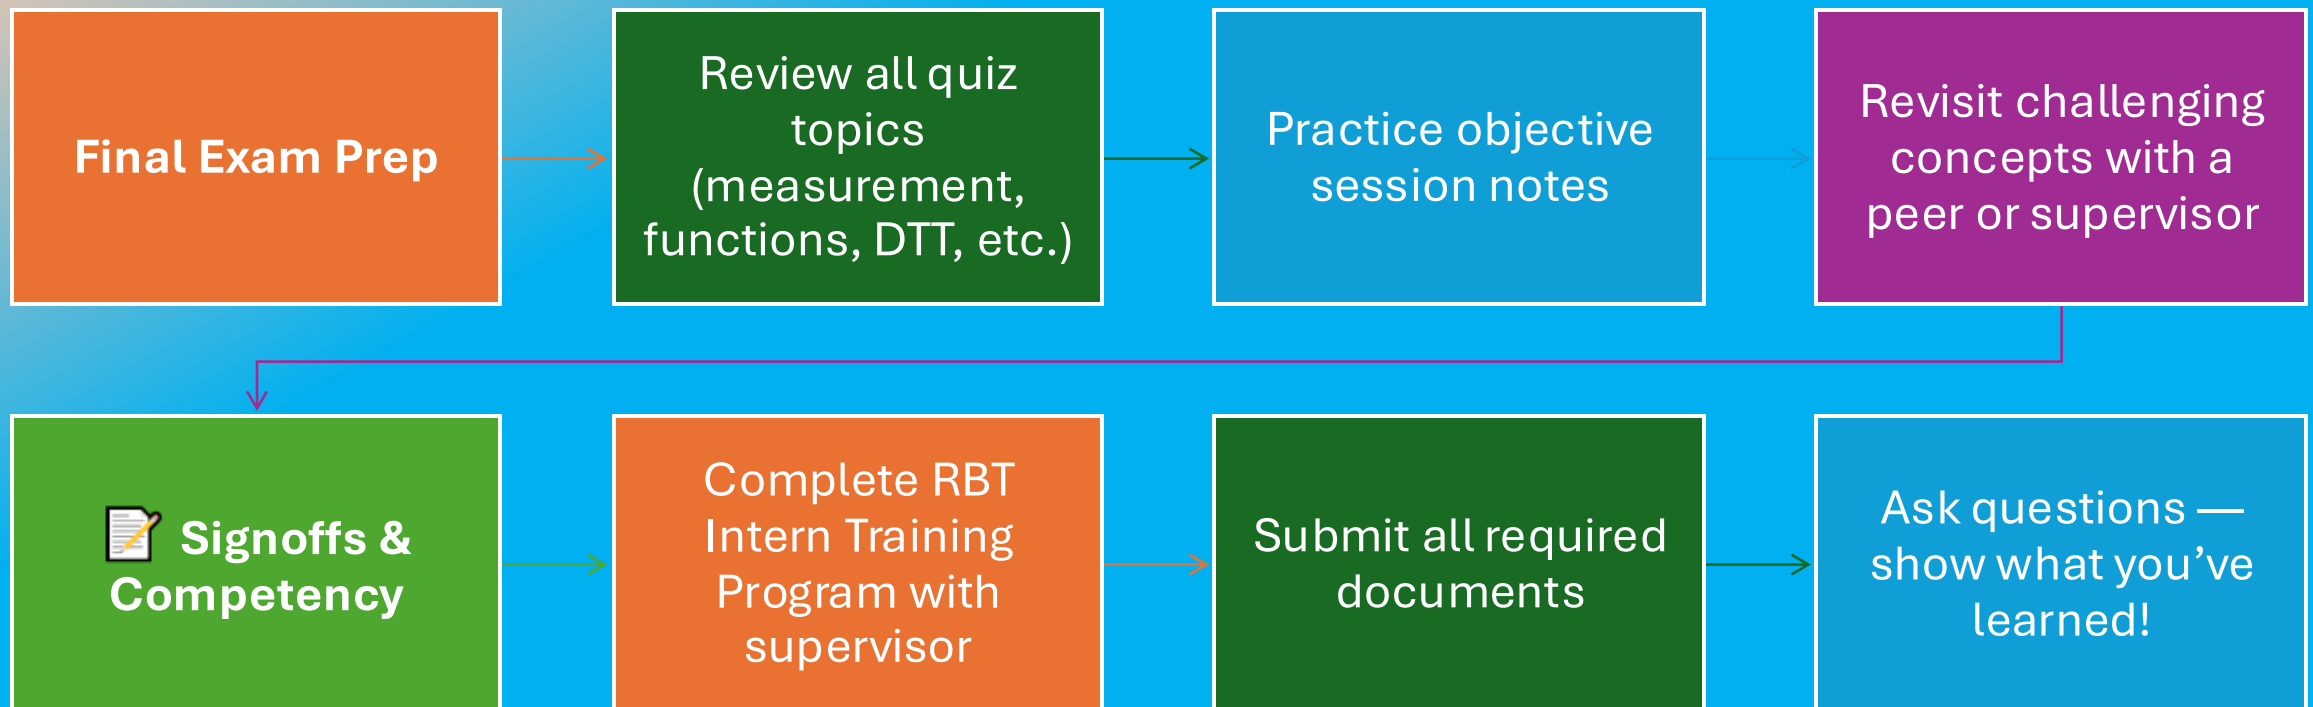 Final Exam Prep
Review all quiz
topics
(measurement,
functions, DTT, etc.)
Practice objective
session notes
Revisit challenging
concepts with a
peer or supervisor
📝 Signoffs &
Competency
Complete RBT
Intern Training
Program with
supervisor
Submit all required
documents
Ask questions —
show what you’ve
learned!